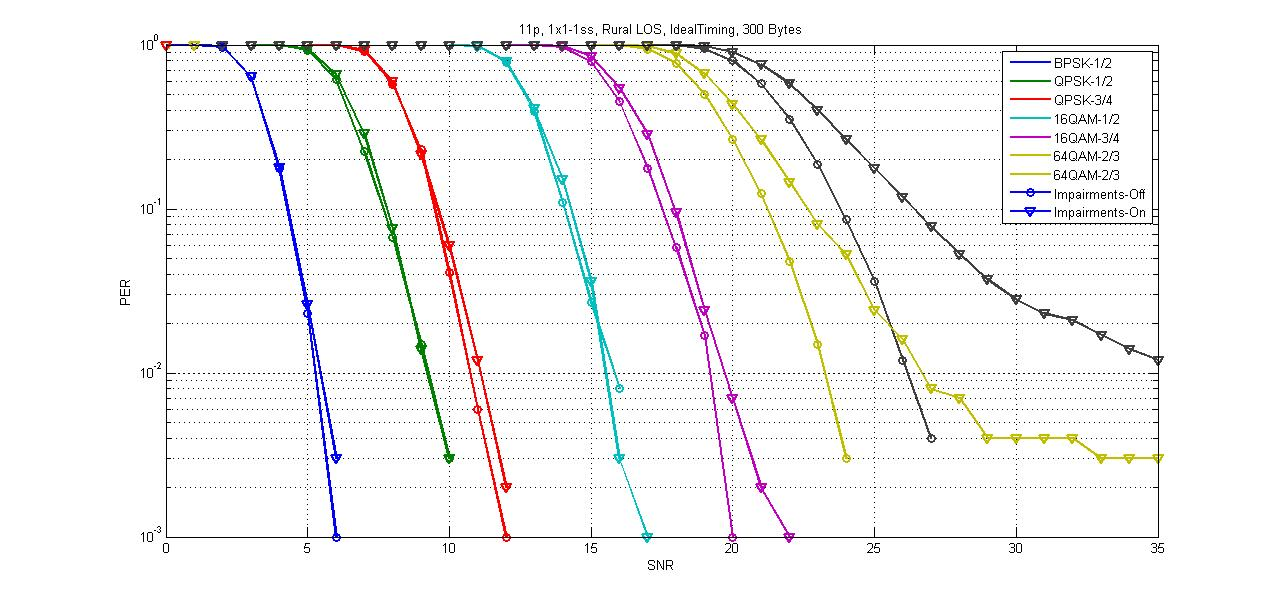 11p, 1x1-1ss, Rural LOS, IdealTiming, 300 Bytes
10^0
BPSK-1/2
QPSK-1/2
QPSK-3/4
16QAM-1/2
16QAM-3/4
64QAM-2/3
64QAM-2/3
Impairments-Off
Impairments-On
10^-1
PER
10^-2
10^-3
0 5 10 15 20 25 30 35
SNR